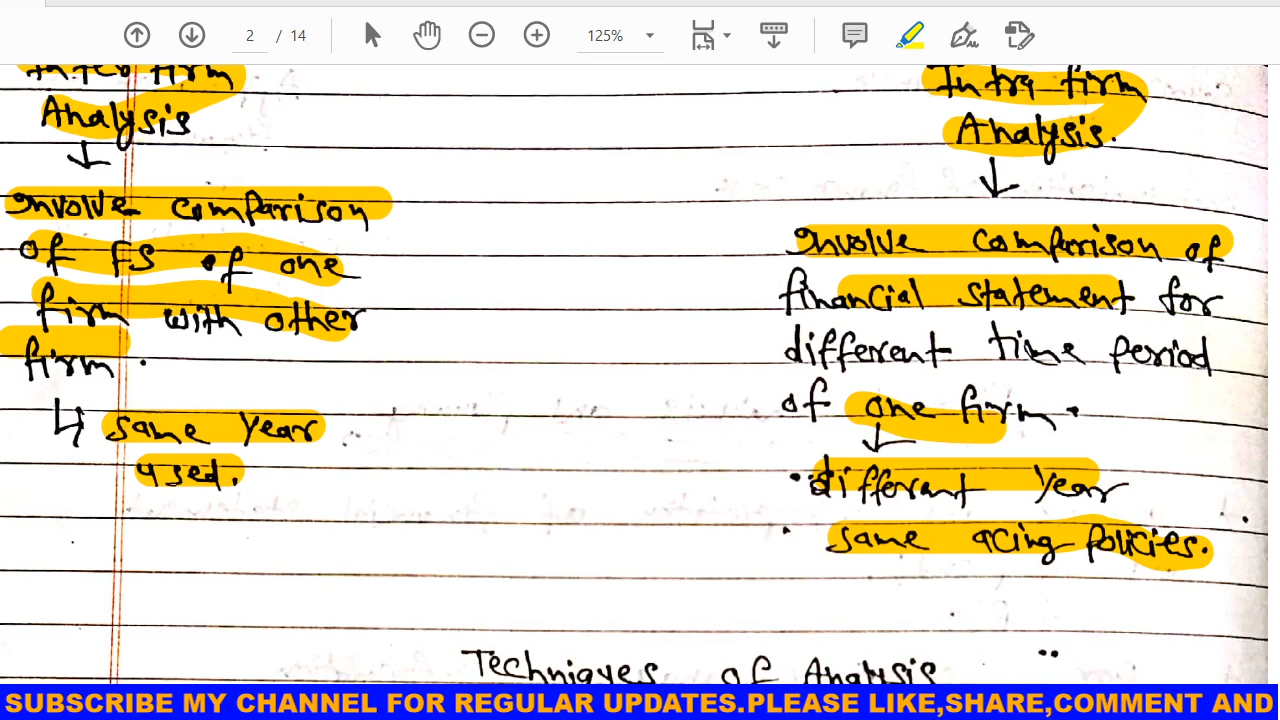 2 / 14
125%
Inter firm
Analysis
Involve comparison
of FS of one
firm with other
firm.
same year
used.
Intra firm
Analysis.
Involve comparison of
financial statement for
different time period
of one firm.
different year
same acing policies.
Techniques of Analysis
SUBSCRIBE MY CHANNEL FOR REGULAR UPDATES.PLEASE LIKE,SHARE,COMMENT AND